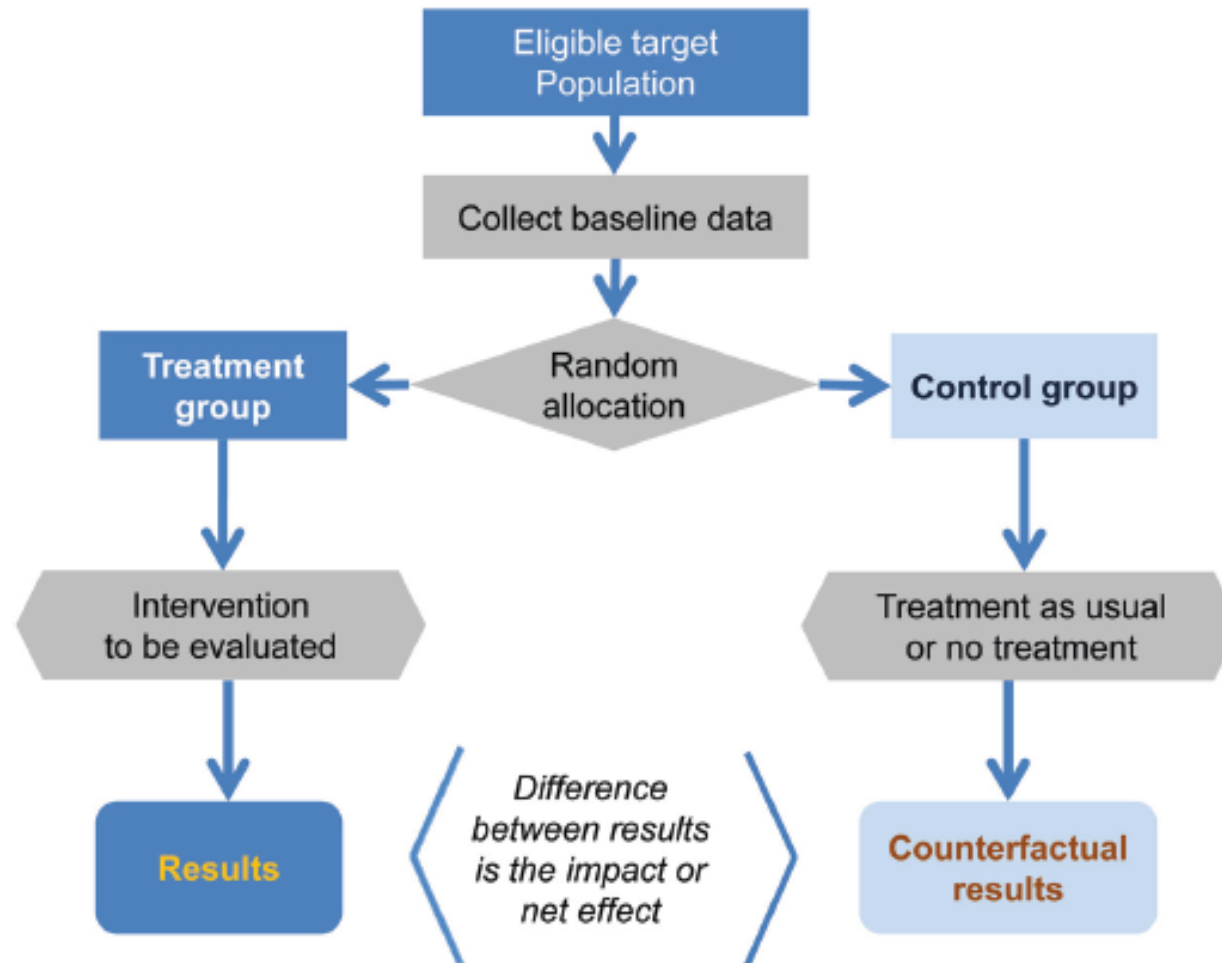 Eligible target
Population
Collect baseline data
Random
allocation
Treatment
group
Control group
Intervention
to be evaluated
Treatment as usual
or no treatment
Results
Difference
between results
is the impact or
net effect
Counterfactual
results